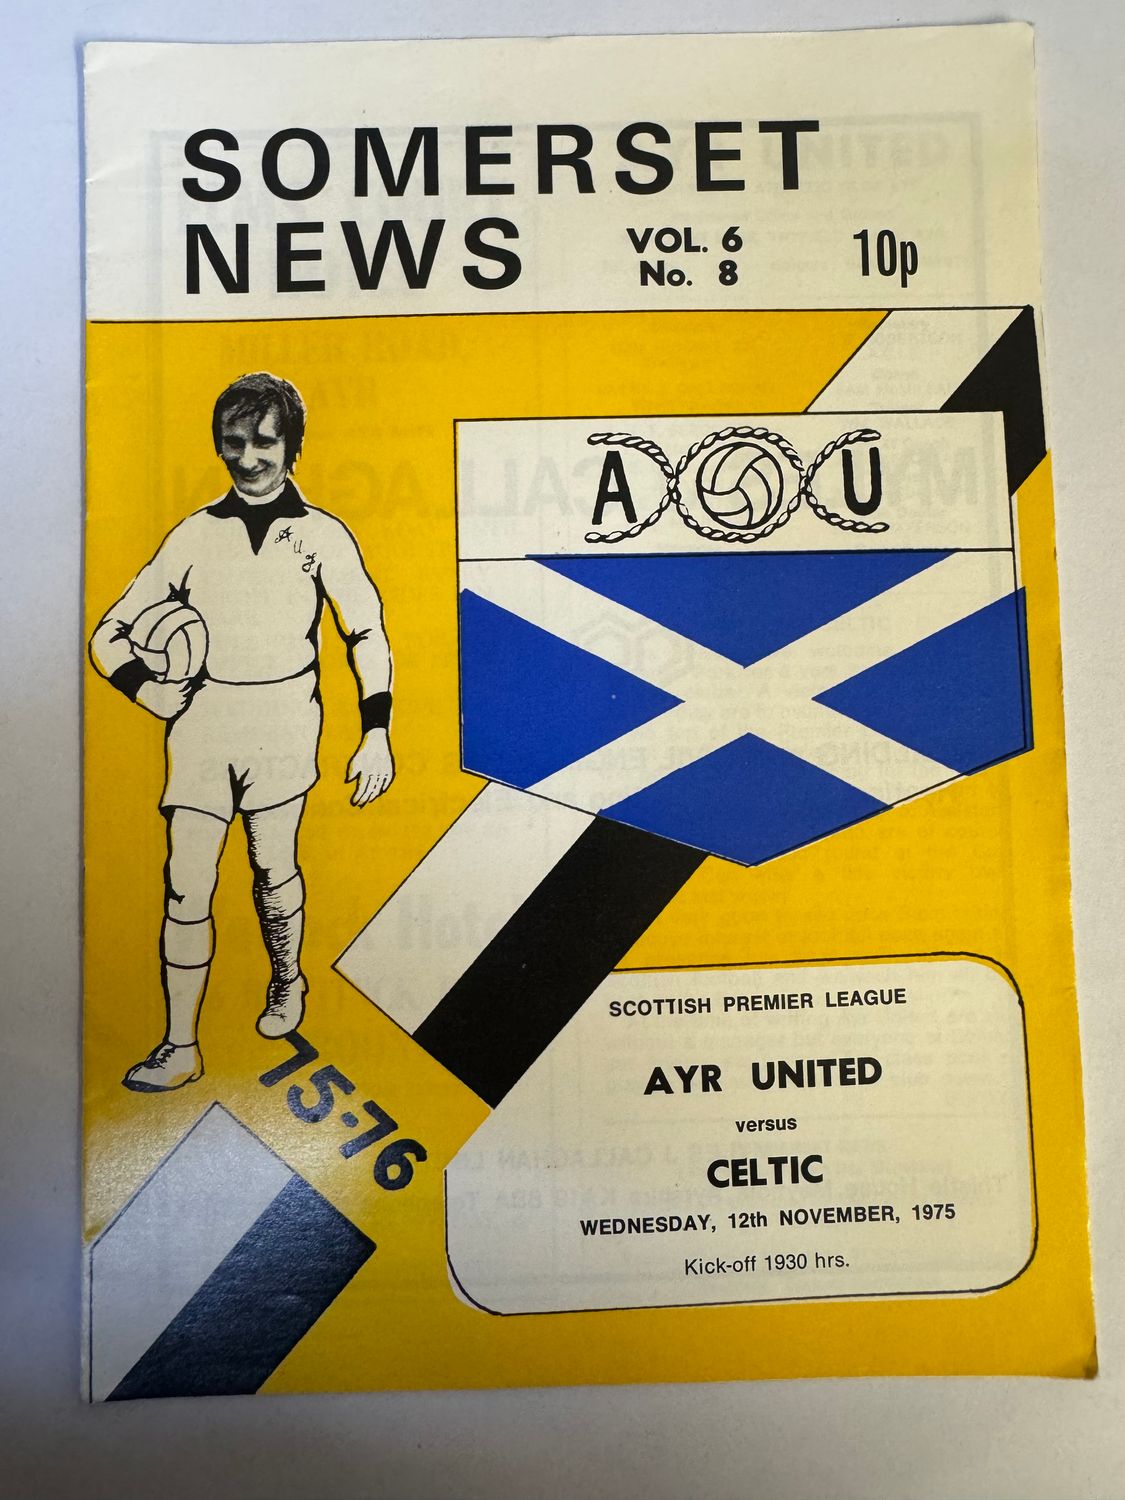 SOMERSET
NEWS
VOL. 6
No. 8
10p
A U
A U F
75-76
SCOTTISH PREMIER LEAGUE
AYR UNITED
versus
CELTIC
WEDNESDAY, 12th NOVEMBER, 1975
Kick-off 1930 hrs.